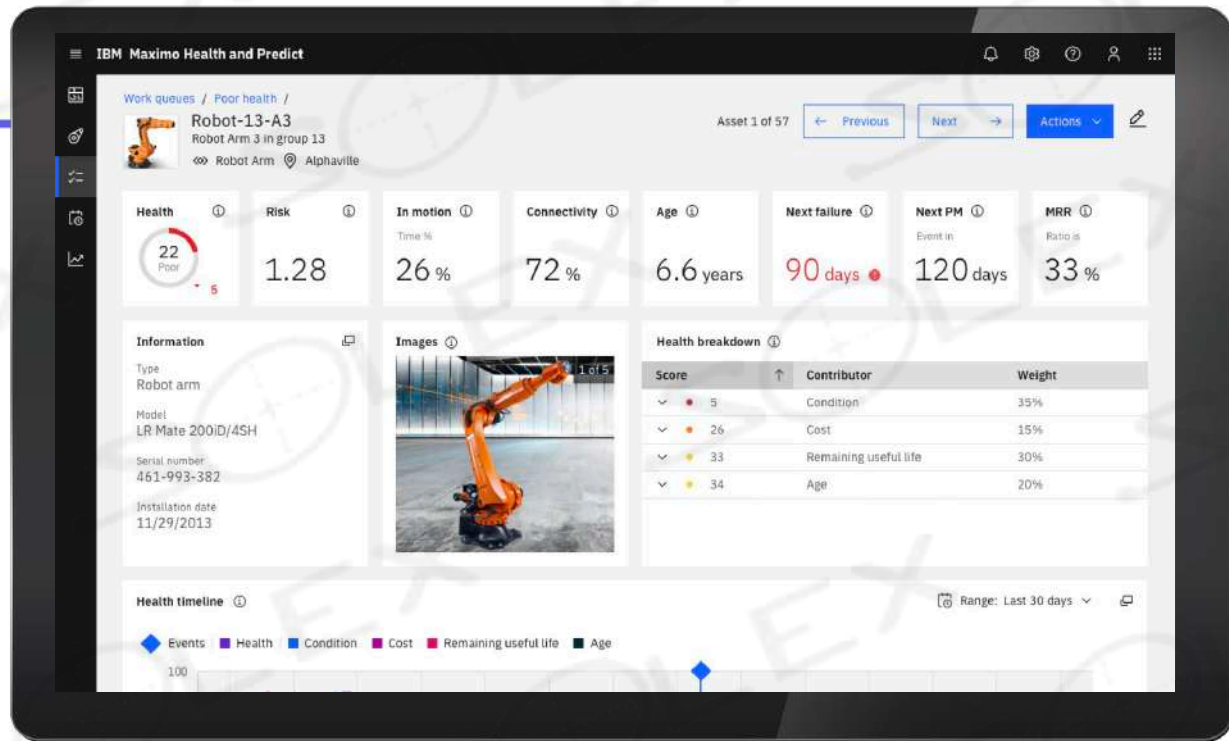 IBM Maximo Health and Predict
Work queues / Poor health /
Robot-13-A3
Robot Arm 3 in group 13
Robot Arm Alphaville
Asset 1 of 57
← Previous
Next →
Actions
Health
22
Poor
5
Risk
1.28
In motion
Time %
26 %
Connectivity
72 %
Age
6.6 years
Next failure
90 days
Next PM
Event in
120 days
MRR
Ratio is
33 %
Information
Type
Robot arm
Model
LR Mate 200iD/4SH
Serial number
461-993-382
Installation date
11/29/2013
Images
1 of 5
Health breakdown
Score ↑ Contributor Weight
5 Condition 35%
26 Cost 15%
33 Remaining useful life 30%
34 Age 20%
Health timeline
Range: Last 30 days
Events Health Condition Cost Remaining useful life Age
100
SOLEX